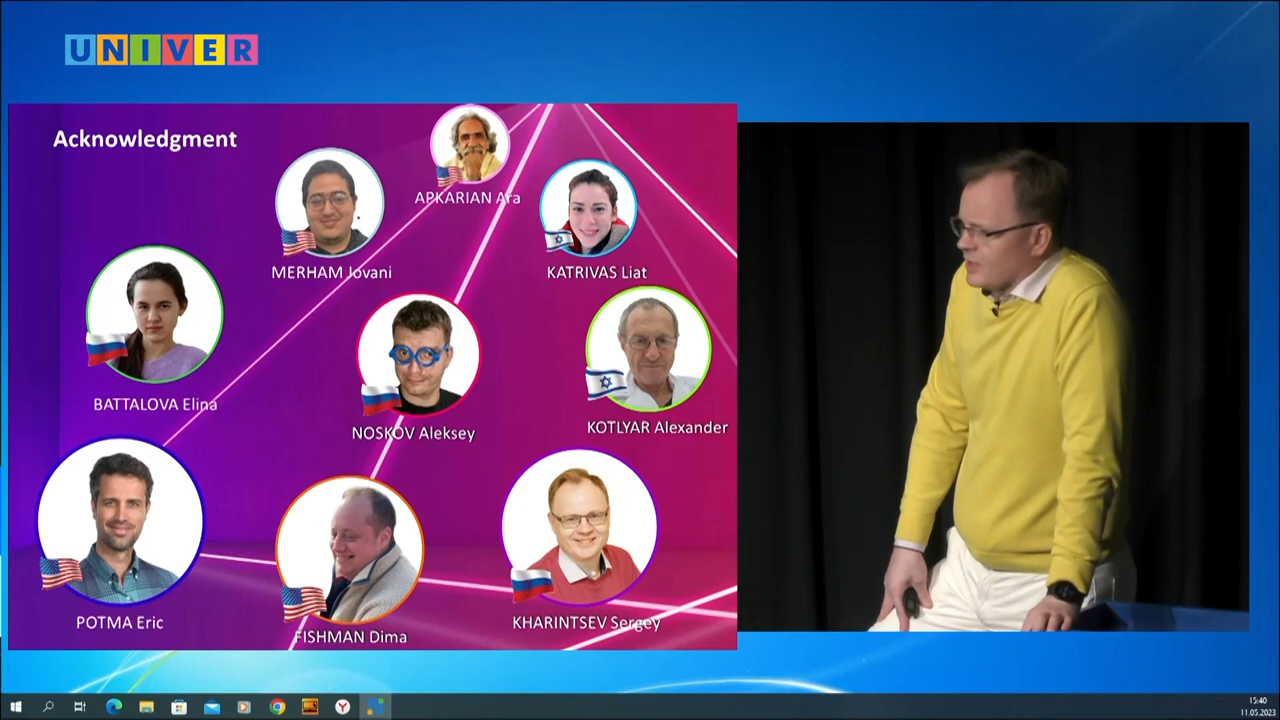 UNIVER
Acknowledgment
APKARIAN Ara
MERHAM Jovani
KATRIVAS Liat
BATTALOVA Elina
NOSKOV Aleksey
KOTLYAR Alexander
POTMA Eric
FISHMAN Dima
KHARINTSEV Sergey
15:40
11.05.2023